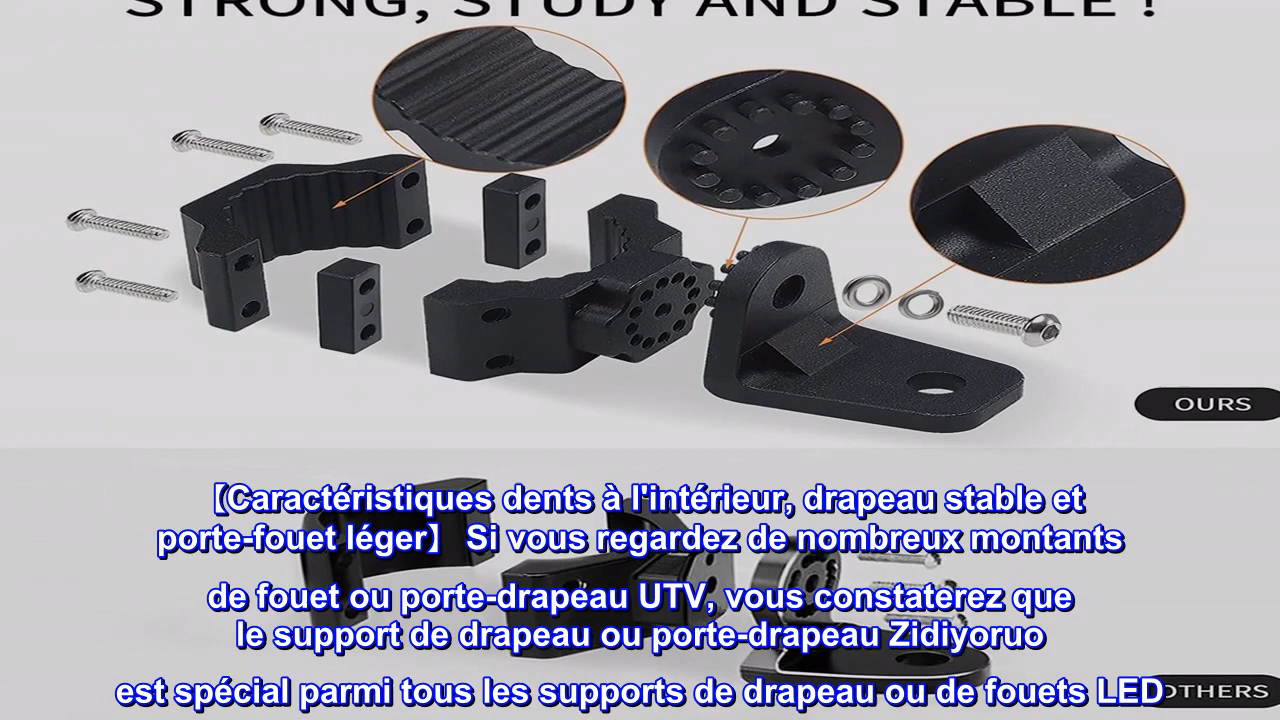 STRONG, STUDY AND STABLE !
OURS
【Caractéristiques dents à l'intérieur, drapeau stable et
porte-fouet léger】 Si vous regardez de nombreux montants
de fouet ou porte-drapeau UTV, vous constaterez que
le support de drapeau ou porte-drapeau Zidiyoruo
est spécial parmi tous les supports de drapeau ou de fouets LED
OTHERS